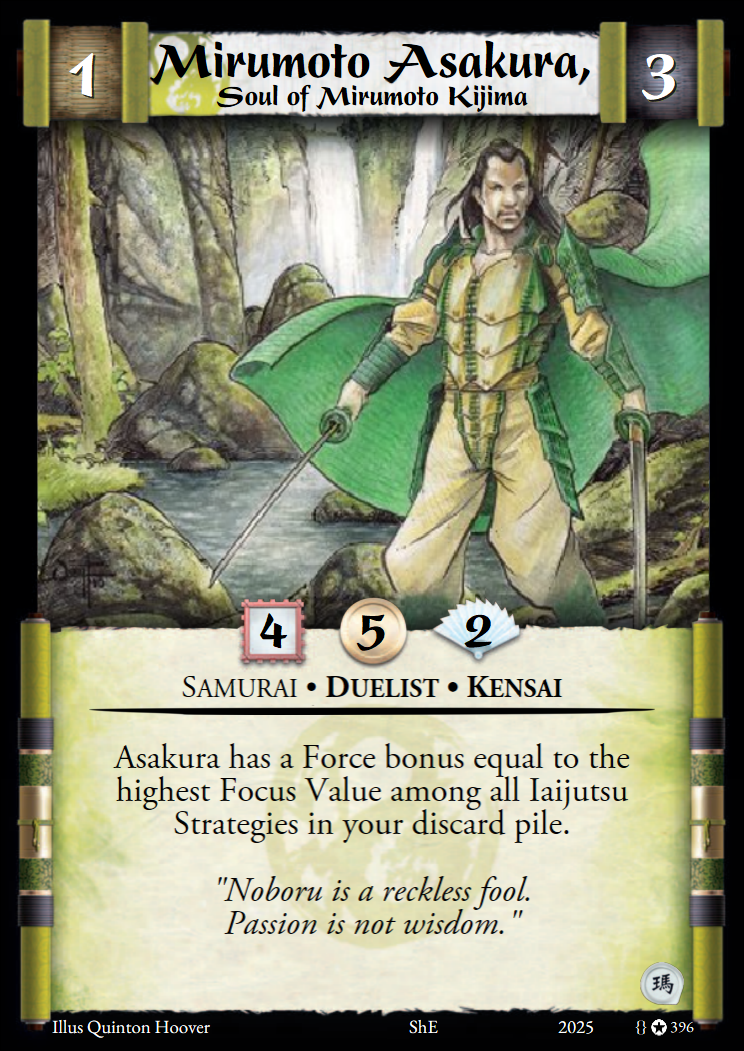 1
Mirumoto Asakura,
3
Soul of Mirumoto Kijima
4 5 2
Samurai • Duelist • Kensai
Asakura has a Force bonus equal to the
highest Focus Value among all Iaijutsu
Strategies in your discard pile.
"Noboru is a reckless fool.
Passion is not wisdom."
瑪
Illus Quinton Hoover ShE 2025 {} 396